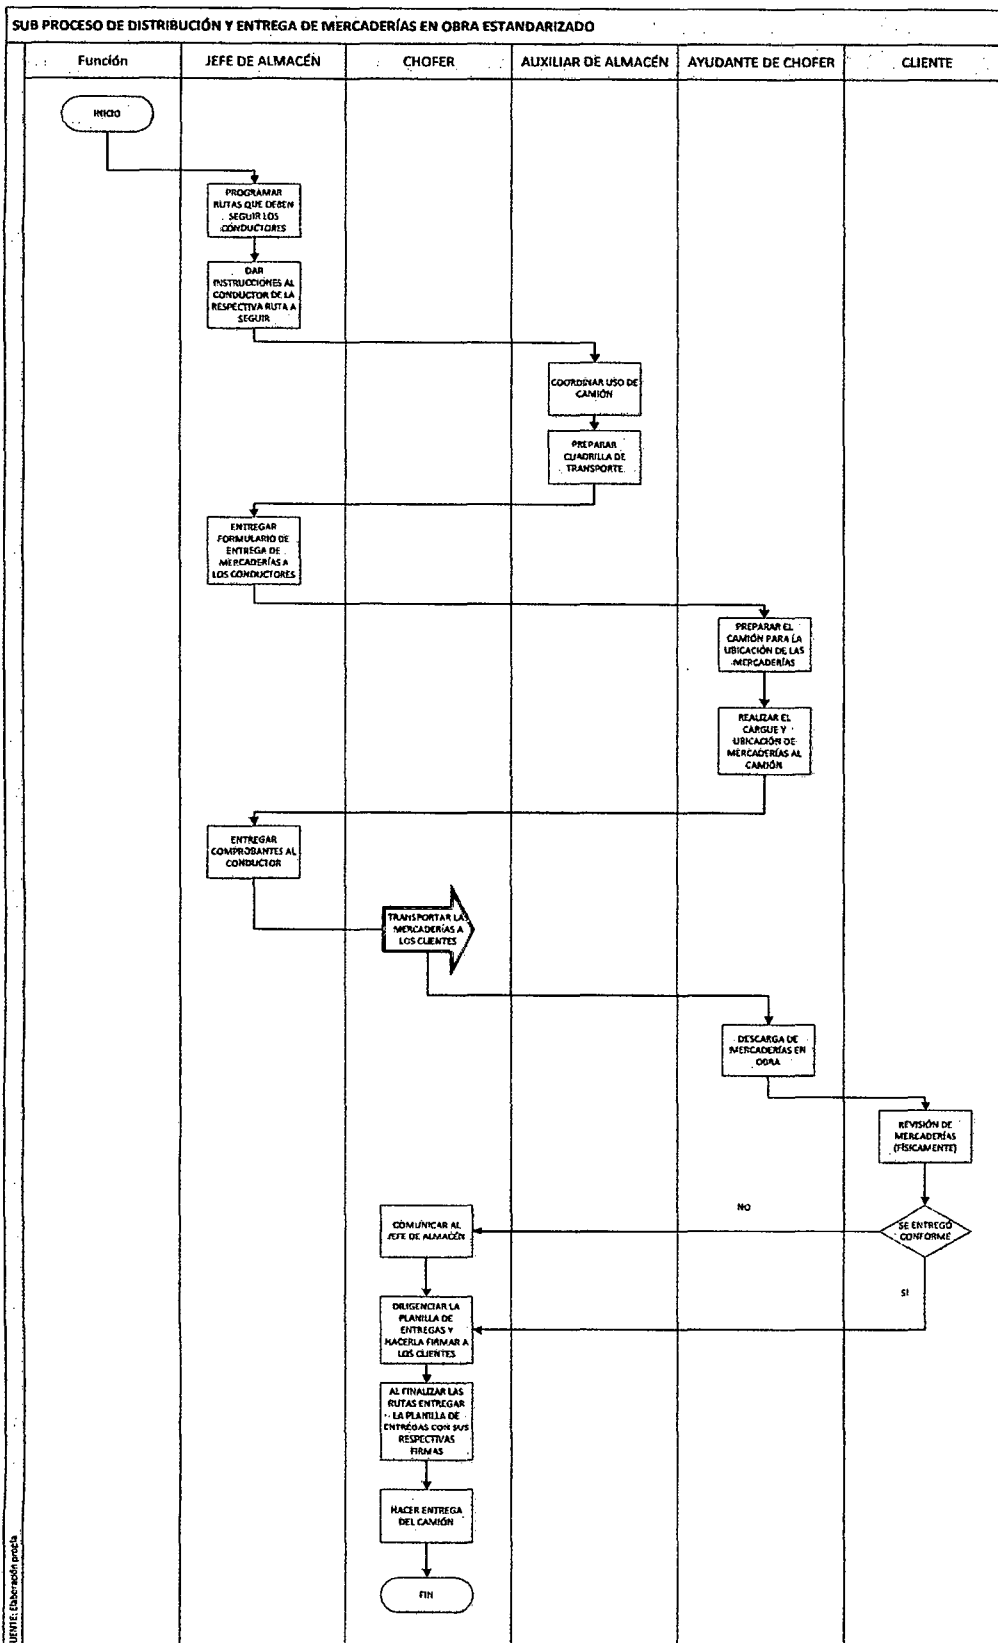 SUB PROCESO DE DISTRIBUCIÓN Y ENTREGA DE MERCADERÍAS EN OBRA ESTANDARIZADO
Función
JEFE DE ALMACÉN
CHOFER
AUXILIAR DE ALMACÉN
AYUDANTE DE CHOFER
CLIENTE
INICIO
PROGRAMAR
RUTAS QUE DEBEN
SEGUIR LOS
CONDUCTORES
DAR
INSTRUCCIONES AL
CONDUCTOR DE LA
RESPECTIVA RUTA A
SEGUIR
COORDINAR USO DE
CAMIÓN
PREPARAR
CUADRILLA DE
TRANSPORTE
ENTREGAR
FORMULARIO DE
ENTREGA DE
MERCADERÍAS A
LOS CONDUCTORES
PREPARAR EL
CAMIÓN PARA LA
UBICACIÓN DE LAS
MERCADERÍAS
REALIZAR EL
CARGUE Y
UBICACIÓN DE
MERCADERÍAS AL
CAMIÓN
ENTREGAR
COMPROBANTES AL
CONDUCTOR
TRANSPORTAR LAS
MERCADERÍAS A
LOS CLIENTES
DESCARGA DE
MERCADERÍAS EN
OBRA
REVISIÓN DE
MERCADERÍAS
(FÍSICAMENTE)
SE ENTREGÓ
CONFORME
NO
SI
COMUNICAR AL
JEFE DE ALMACÉN
DILIGENCIAR LA
PLANILLA DE
ENTREGAS Y
HACERLA FIRMAR A
LOS CLIENTES
AL FINALIZAR LAS
RUTAS ENTREGAR
LA PLANILLA DE
ENTREGAS CON SUS
RESPECTIVAS
FIRMAS
HACER ENTREGA
DEL CAMIÓN
FIN
UENTE: Elaboración propia